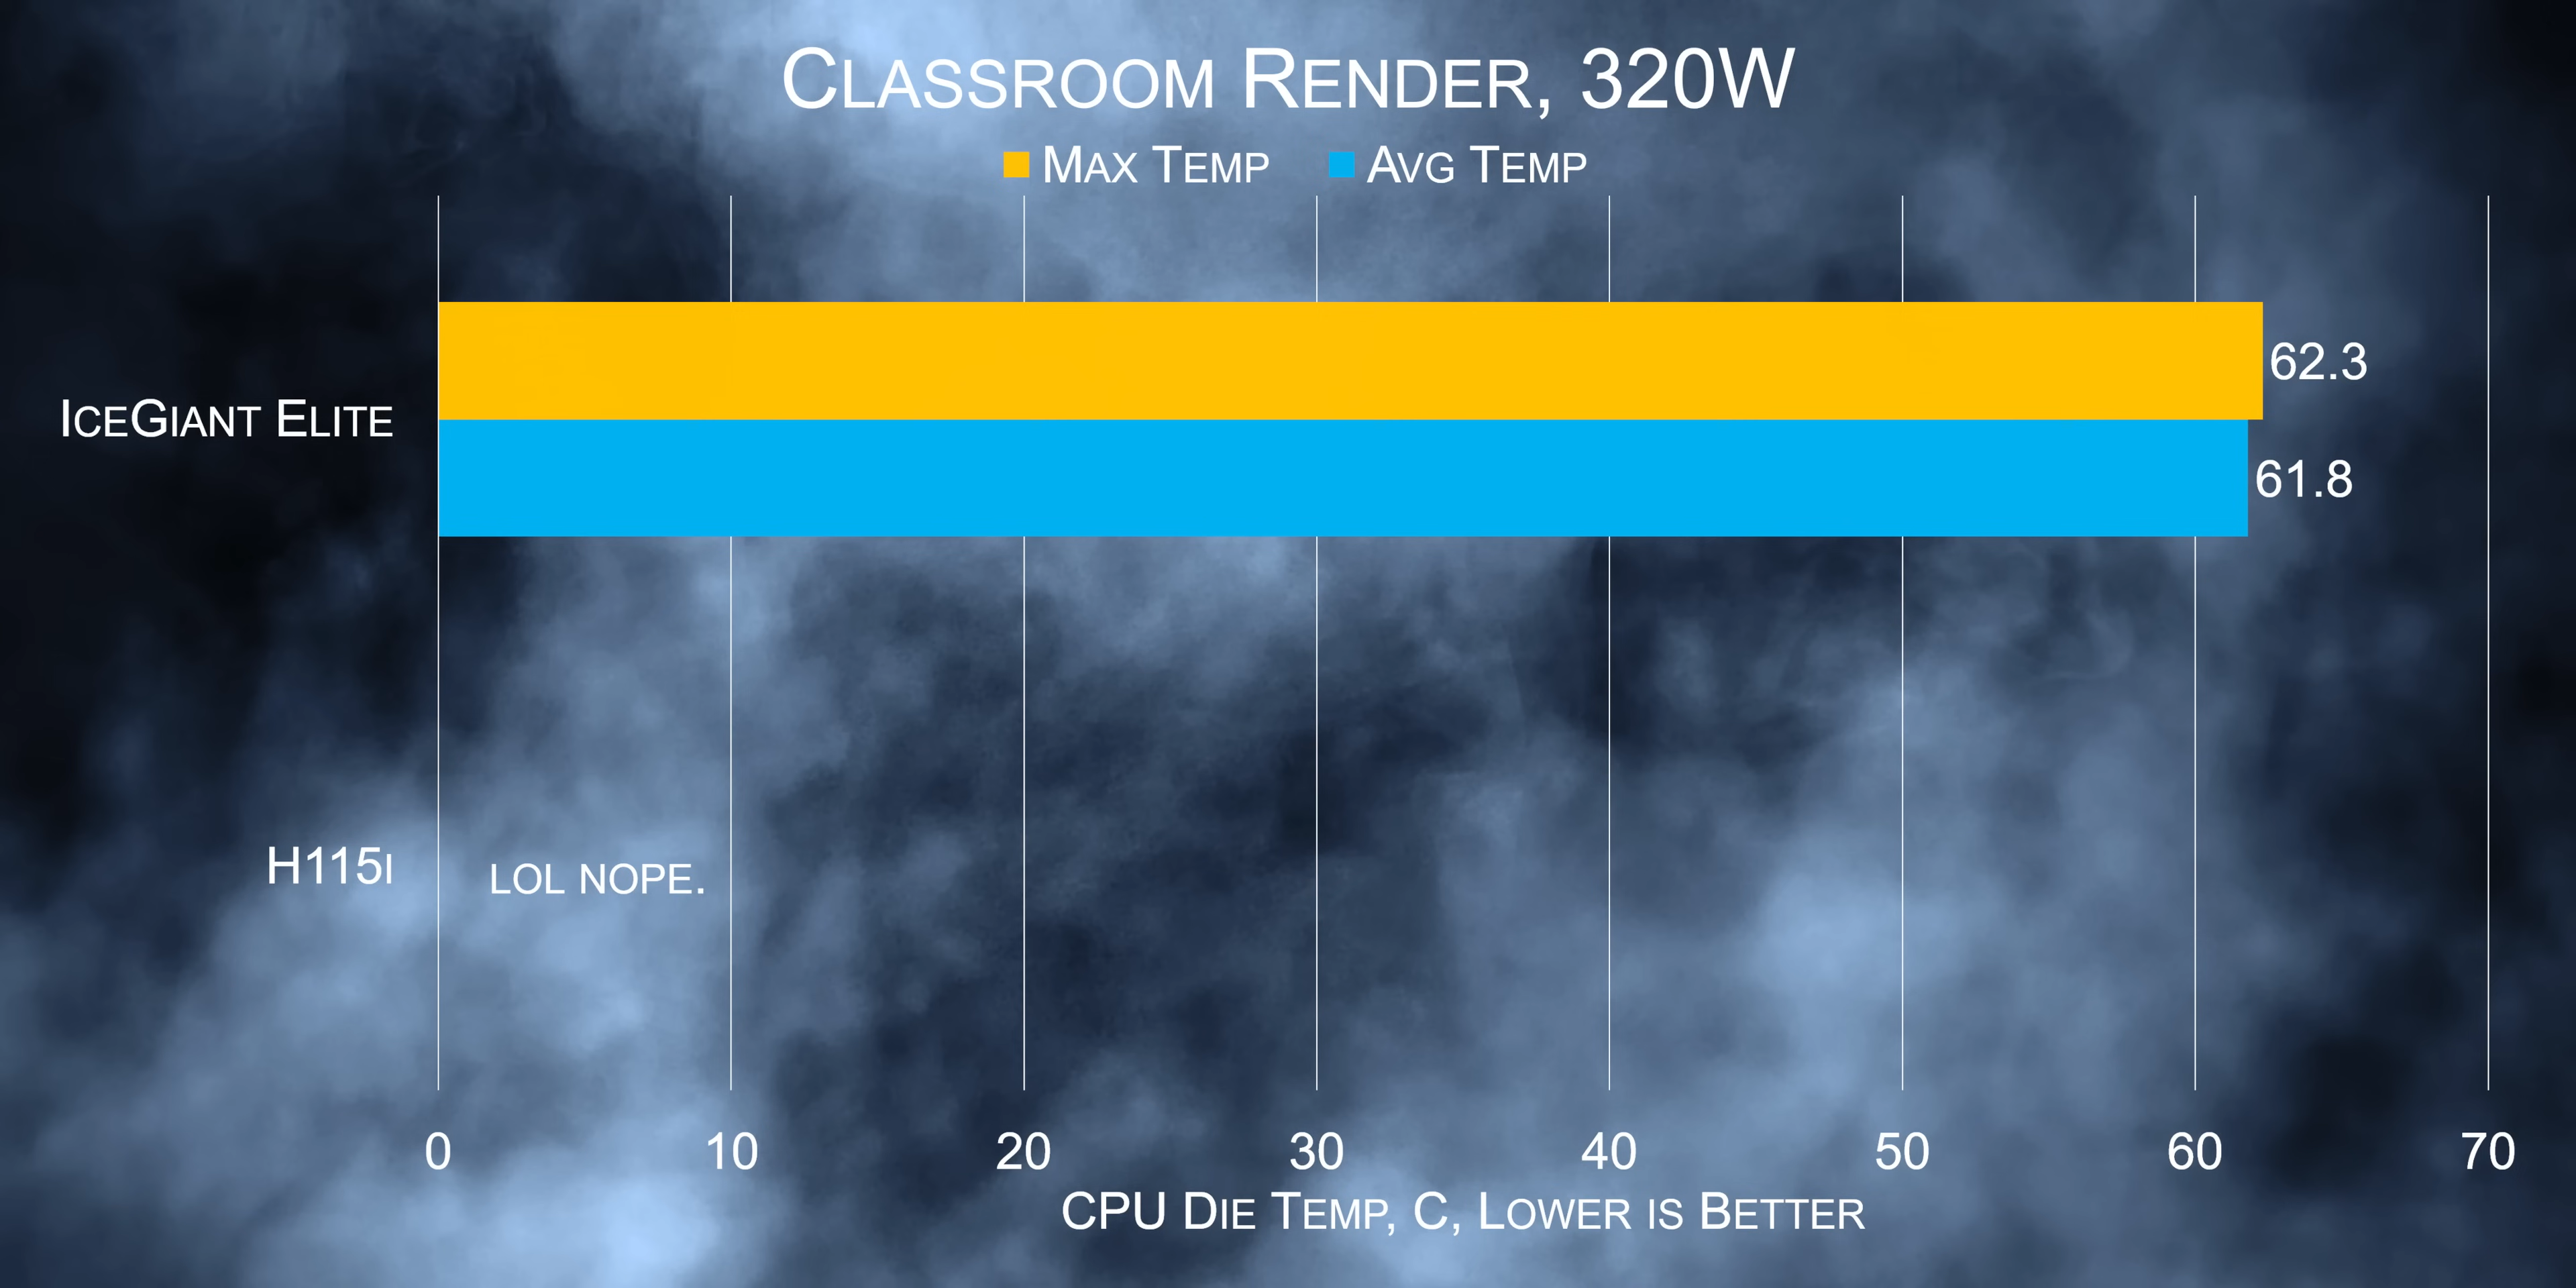 Classroom Render, 320W
Max Temp Avg Temp
62.3
IceGiant Elite
61.8
H115i
lol nope.
0 10 20 30 40 50 60 70
CPU Die Temp, C, Lower is Better